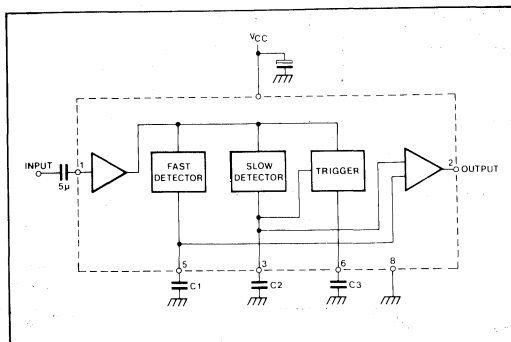 VCC
INPUT
5μ
1
FAST
DETECTOR
SLOW
DETECTOR
TRIGGER
2
OUTPUT
5
3
6
8
C1
C2
C3